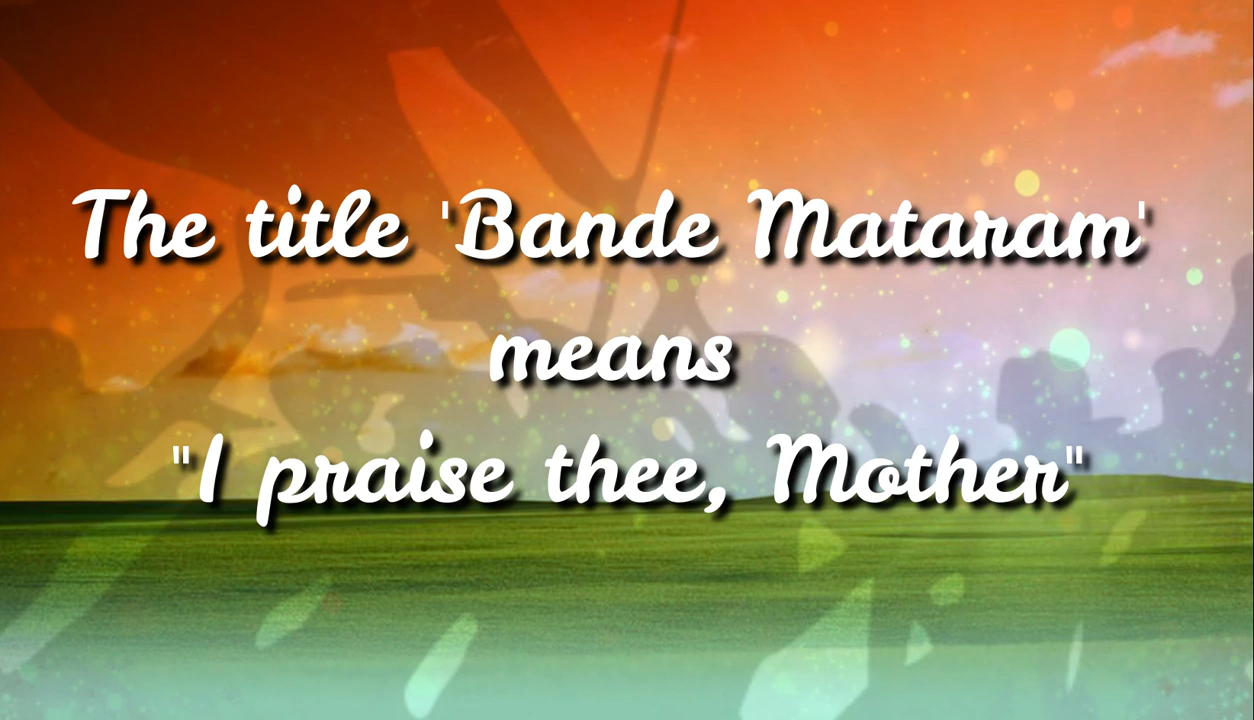 The title 'Bande Mataram'
means
"I praise thee, Mother"